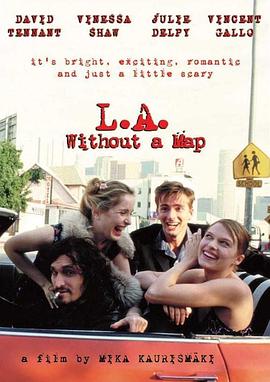 DAVID TENNANT
VINESSA SHAW
JULIE DELPY
VINCENT GALLO
it's bright, exciting, romantic
and just a little scary
L.A.
Without a Map
SCHOOL
a film by MIKA KAURISMÄKI